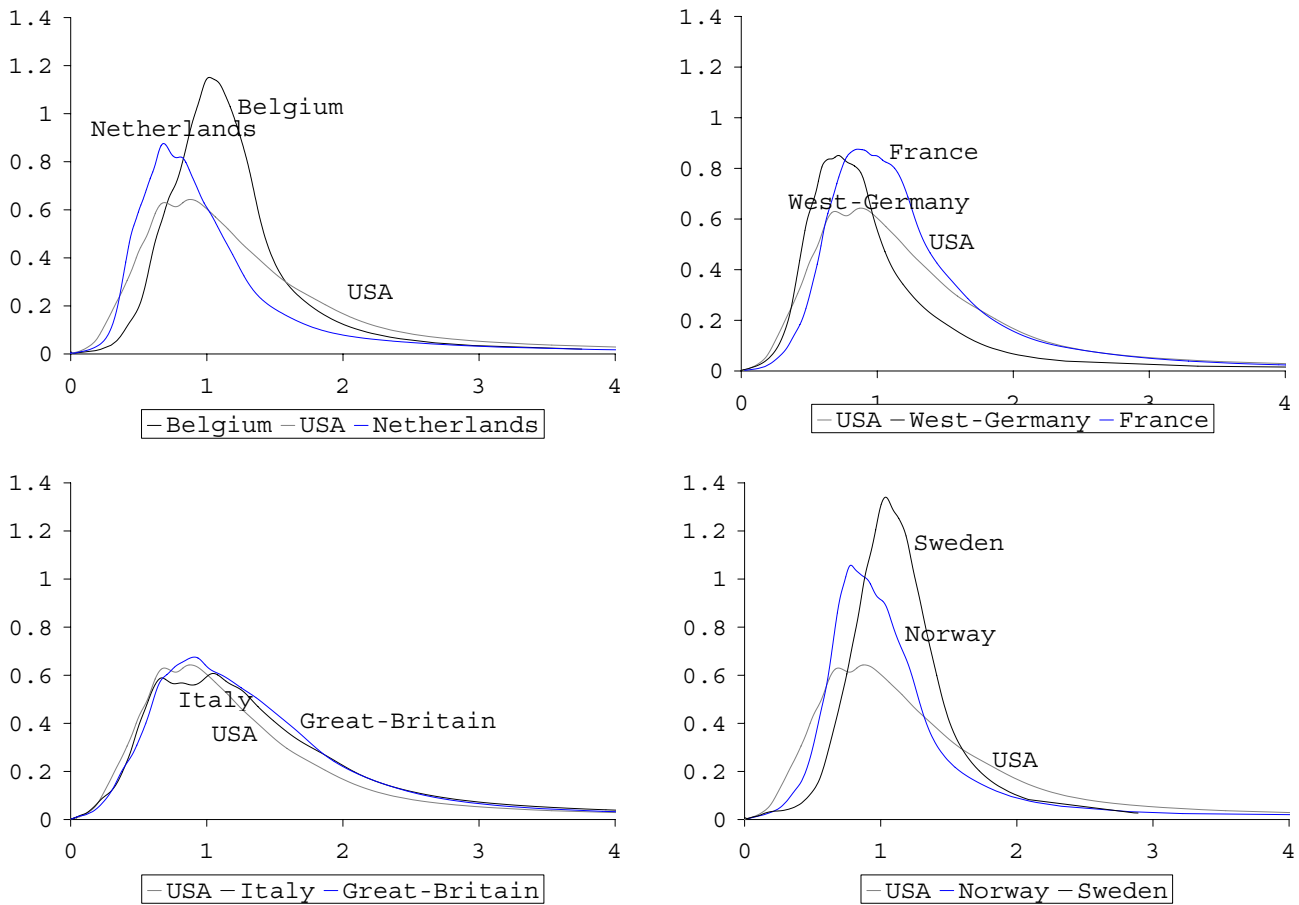 1.4
1.2
1
0.8
0.6
0.4
0.2
0
Belgium
Netherlands
USA
0 1 2 3 4
Belgium USA Netherlands
1.4
1.2
1
0.8
0.6
0.4
0.2
0
France
West-Germany
USA
0 1 2 3 4
USA West-Germany France
1.4
1.2
1
0.8
0.6
0.4
0.2
0
Italy
Great-Britain
USA
0 1 2 3 4
USA Italy Great-Britain
1.4
1.2
1
0.8
0.6
0.4
0.2
0
Sweden
Norway
USA
0 1 2 3 4
USA Norway Sweden